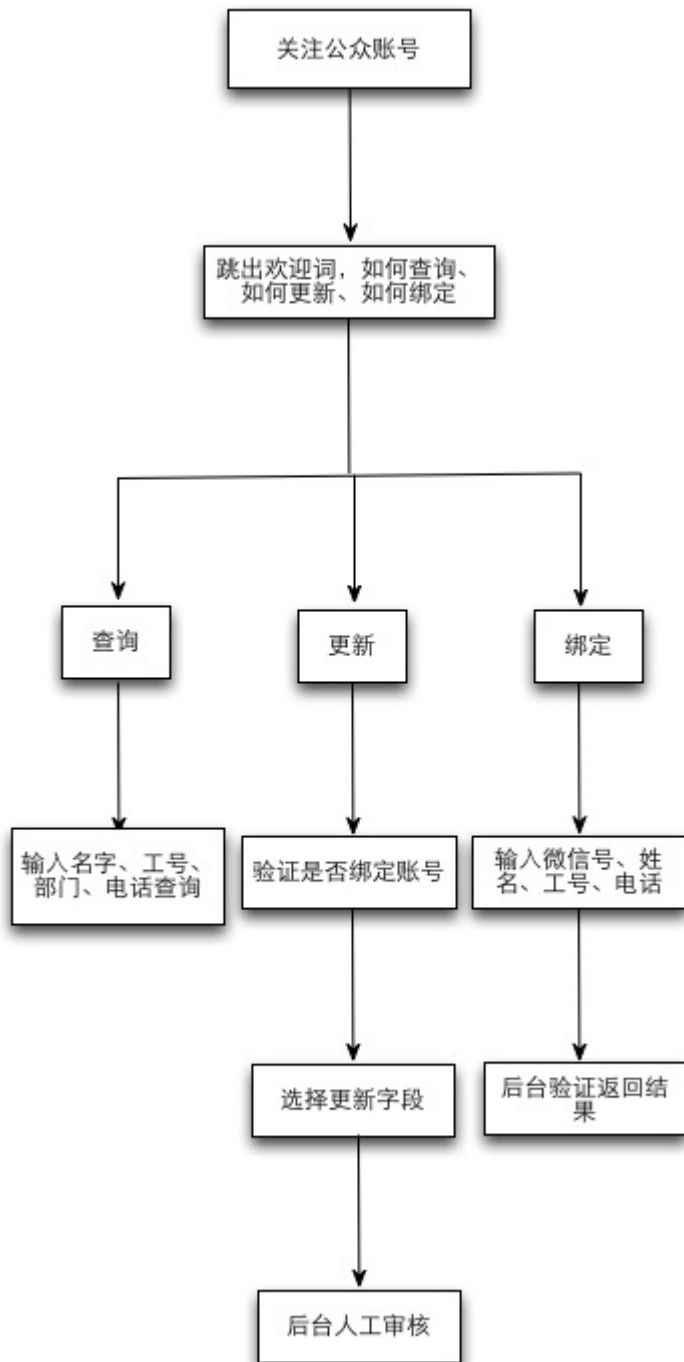 关注公众账号
跳出欢迎词，如何查询、
如何更新、如何绑定
查询
更新
绑定
输入名字、工号、
部门、电话查询
验证是否绑定账号
输入微信号、姓
名、工号、电话
选择更新字段
后台验证返回结
果
后台人工审核